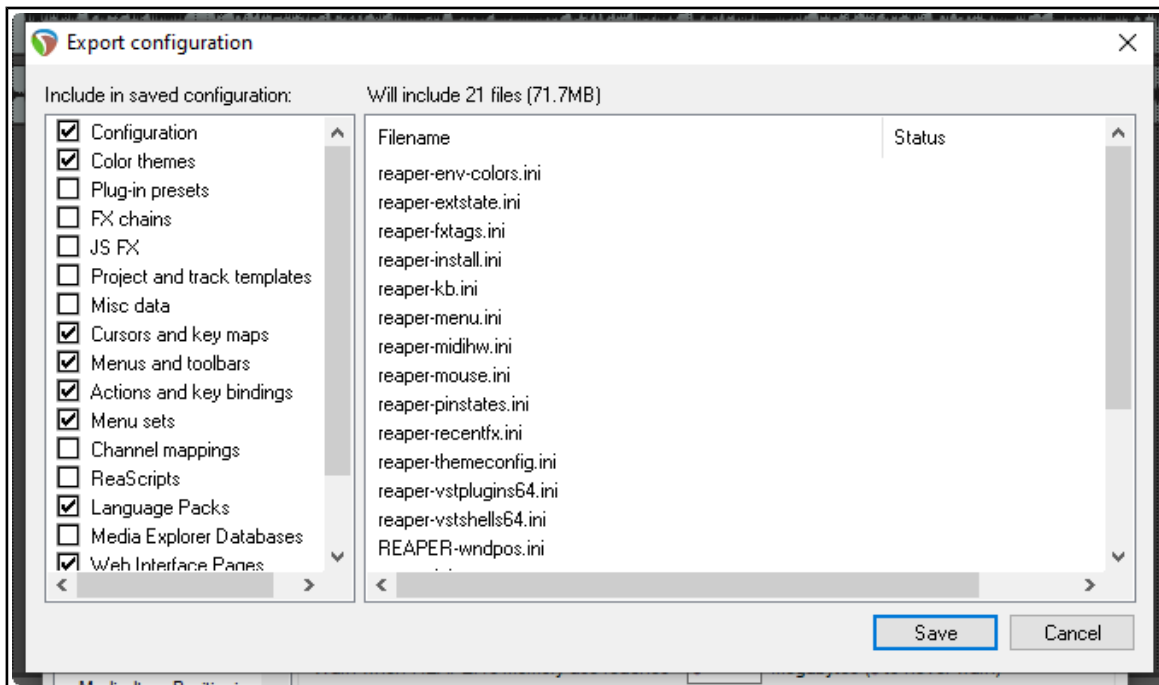 Export configuration
Include in saved configuration:
Will include 21 files (71.7MB)
Configuration
Color themes
Plug-in presets
FX chains
JS FX
Project and track templates
Misc data
Cursors and key maps
Menus and toolbars
Actions and key bindings
Menu sets
Channel mappings
ReaScripts
Language Packs
Media Explorer Databases
Web Interface Pages
Filename Status
reaper-env-colors.ini
reaper-extstate.ini
reaper-fxtags.ini
reaper-install.ini
reaper-kb.ini
reaper-menu.ini
reaper-midihw.ini
reaper-mouse.ini
reaper-pinstates.ini
reaper-recentfx.ini
reaper-themeconfig.ini
reaper-vstplugins64.ini
reaper-vstshells64.ini
REAPER-wndpos.ini
Save Cancel